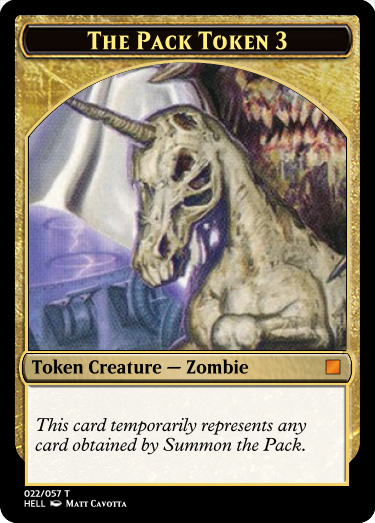 The Pack Token 3
Token Creature — Zombie
This card temporarily represents any
card obtained by Summon the Pack.
022/057 T
HELL Matt Cavotta